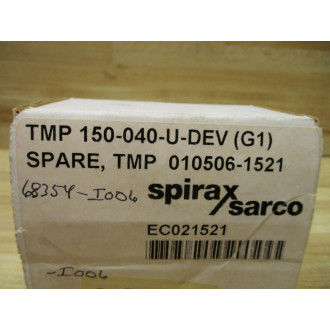 TMP 150-040-U-DEV (G1)
SPARE, TMP 010506-1521
68354-I006
spirax
sarco
EC021521
-I006